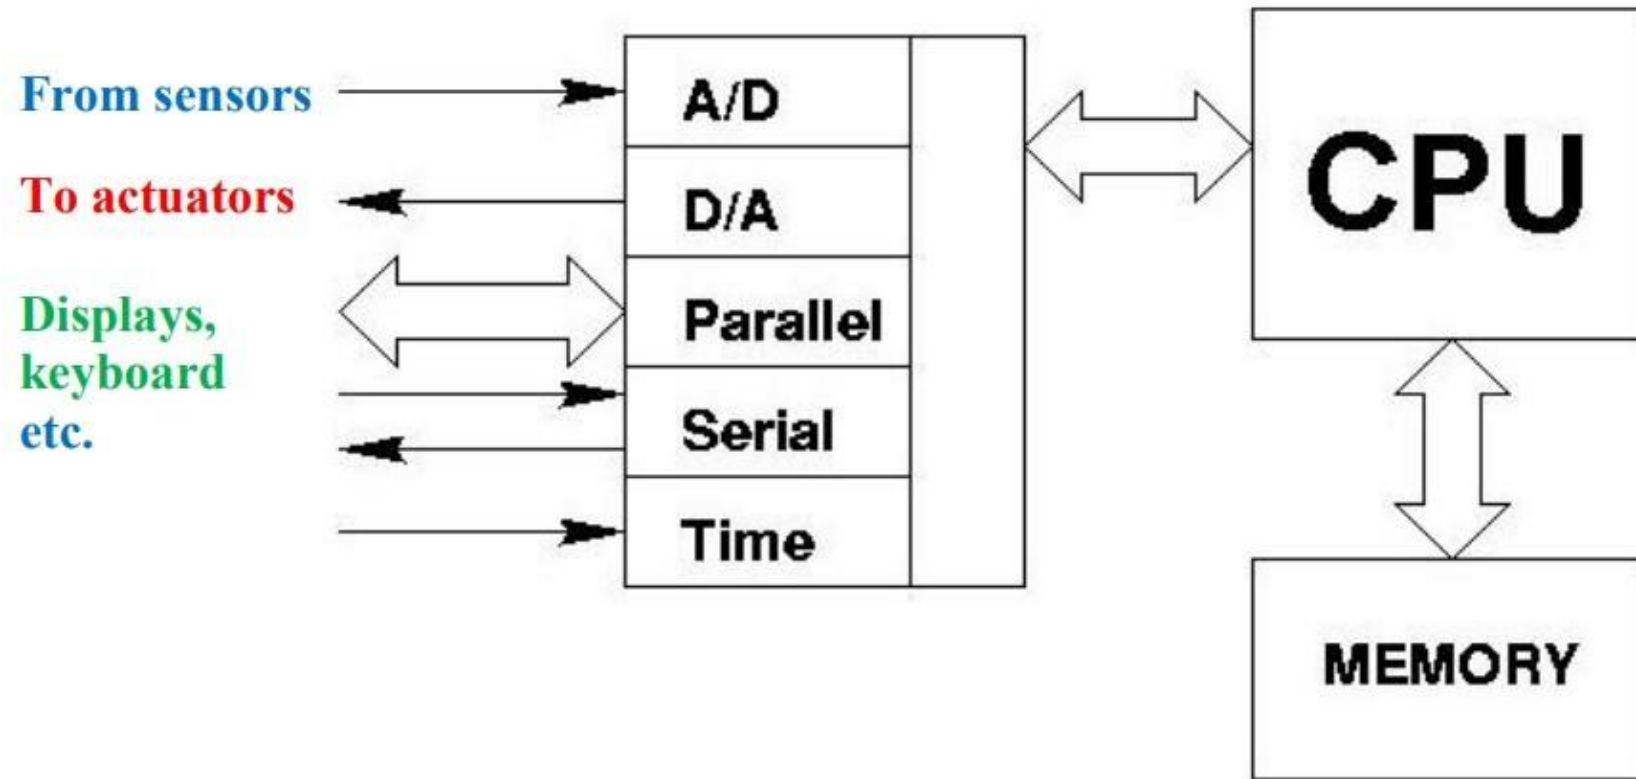 From sensors
To actuators
Displays,
keyboard
etc.
A/D
D/A
Parallel
Serial
Time
CPU
MEMORY